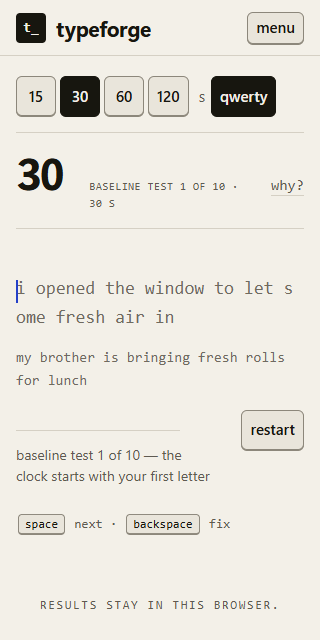 t_ typeforge menu
15 30 60 120 s qwerty
30 BASELINE TEST 1 OF 10 · why?
30 S
i opened the window to let s
ome fresh air in
my brother is bringing fresh rolls
for lunch
restart
baseline test 1 of 10 — the
clock starts with your first letter
space next · backspace fix
RESULTS STAY IN THIS BROWSER.